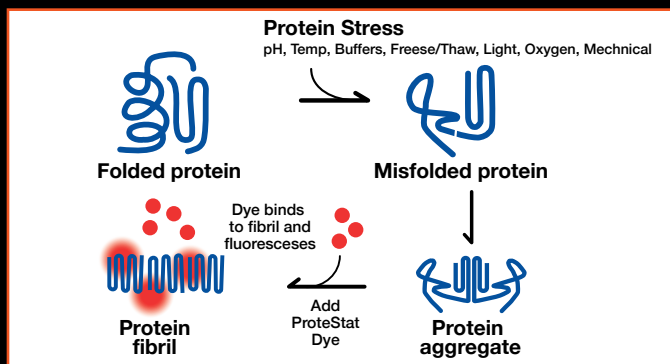 Protein Stress
pH, Temp, Buffers, Freese/Thaw, Light, Oxygen, Mechnical
Folded protein
Misfolded protein
Dye binds
to fibril and
fluoresceses
Add
ProteStat
Dye
Protein
fibril
Protein
aggregate